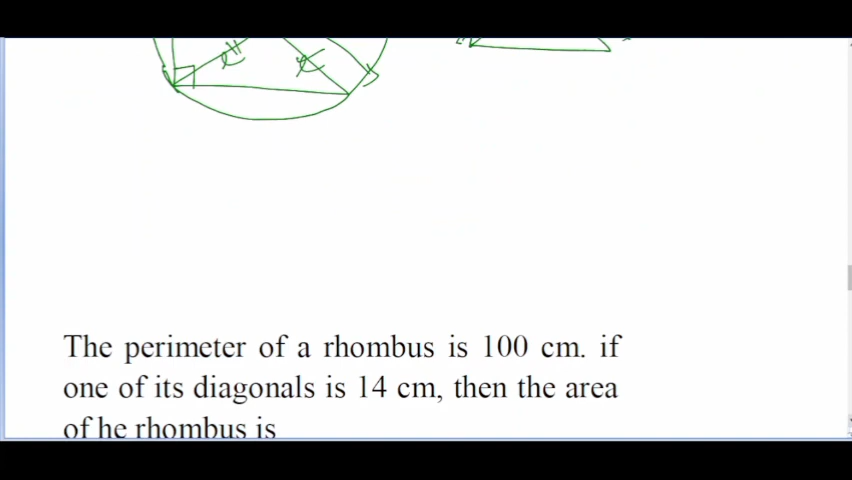 The perimeter of a rhombus is 100 cm. if
one of its diagonals is 14 cm, then the area
of he rhombus is